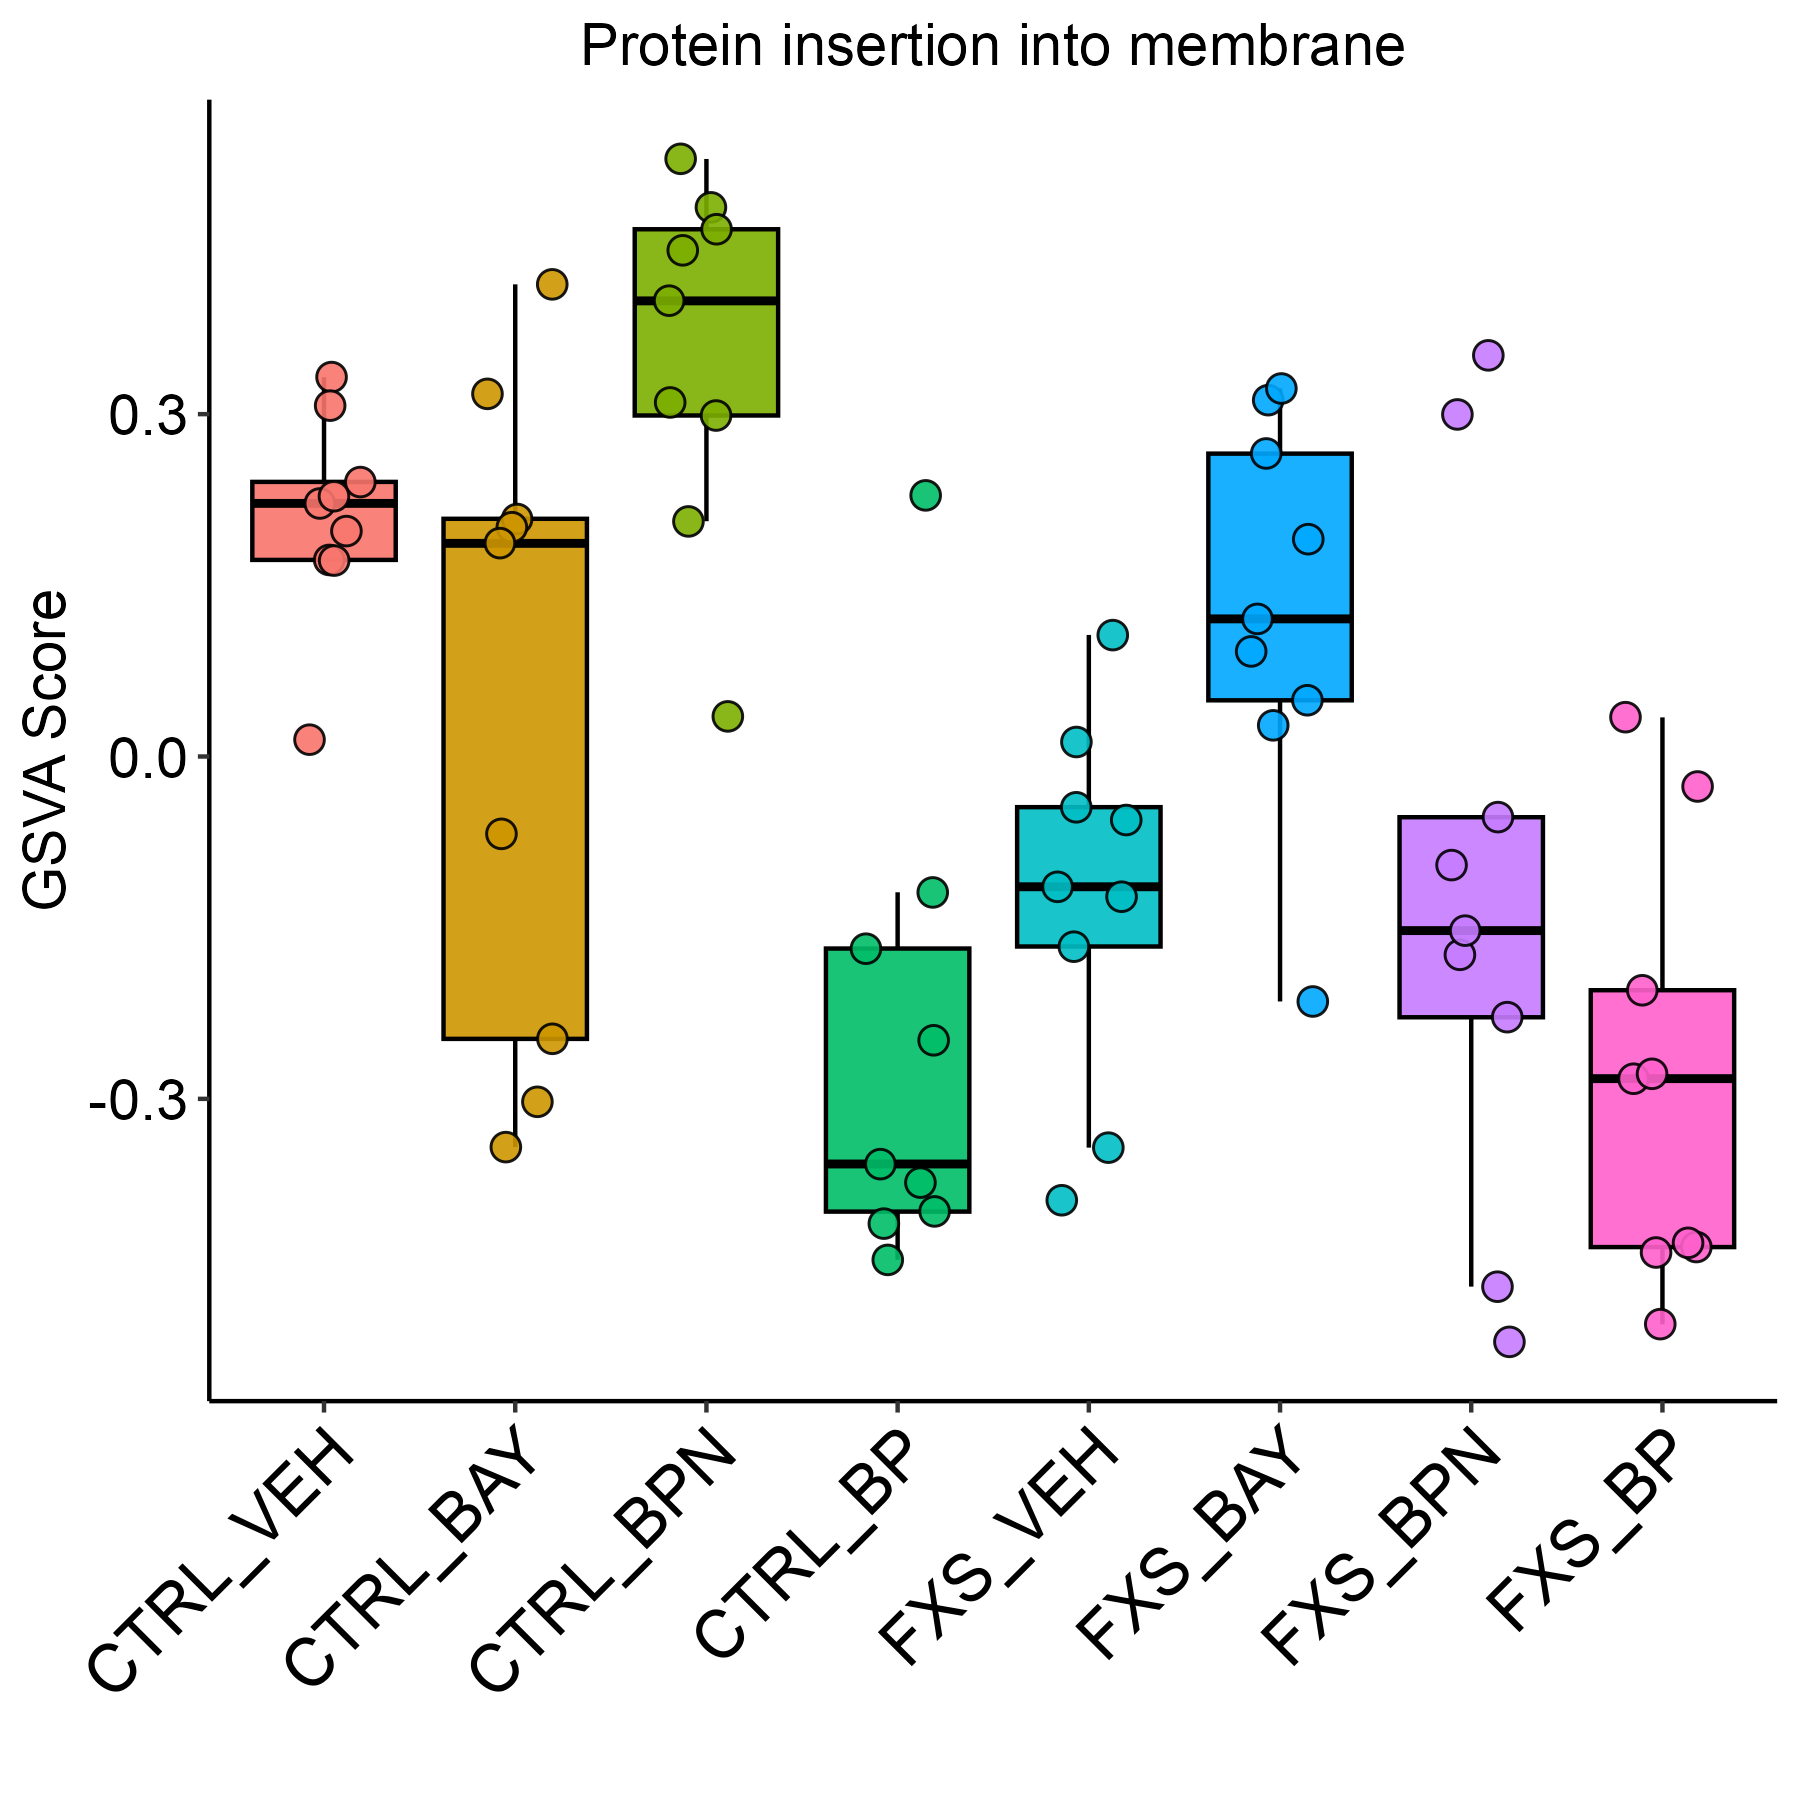 Protein insertion into membrane
GSVA Score
0.3
0.0
-0.3
CTRL_VEH
CTRL_BAY
CTRL_BPN
CTRL_BP
FXS_VEH
FXS_BAY
FXS_BPN
FXS_BP